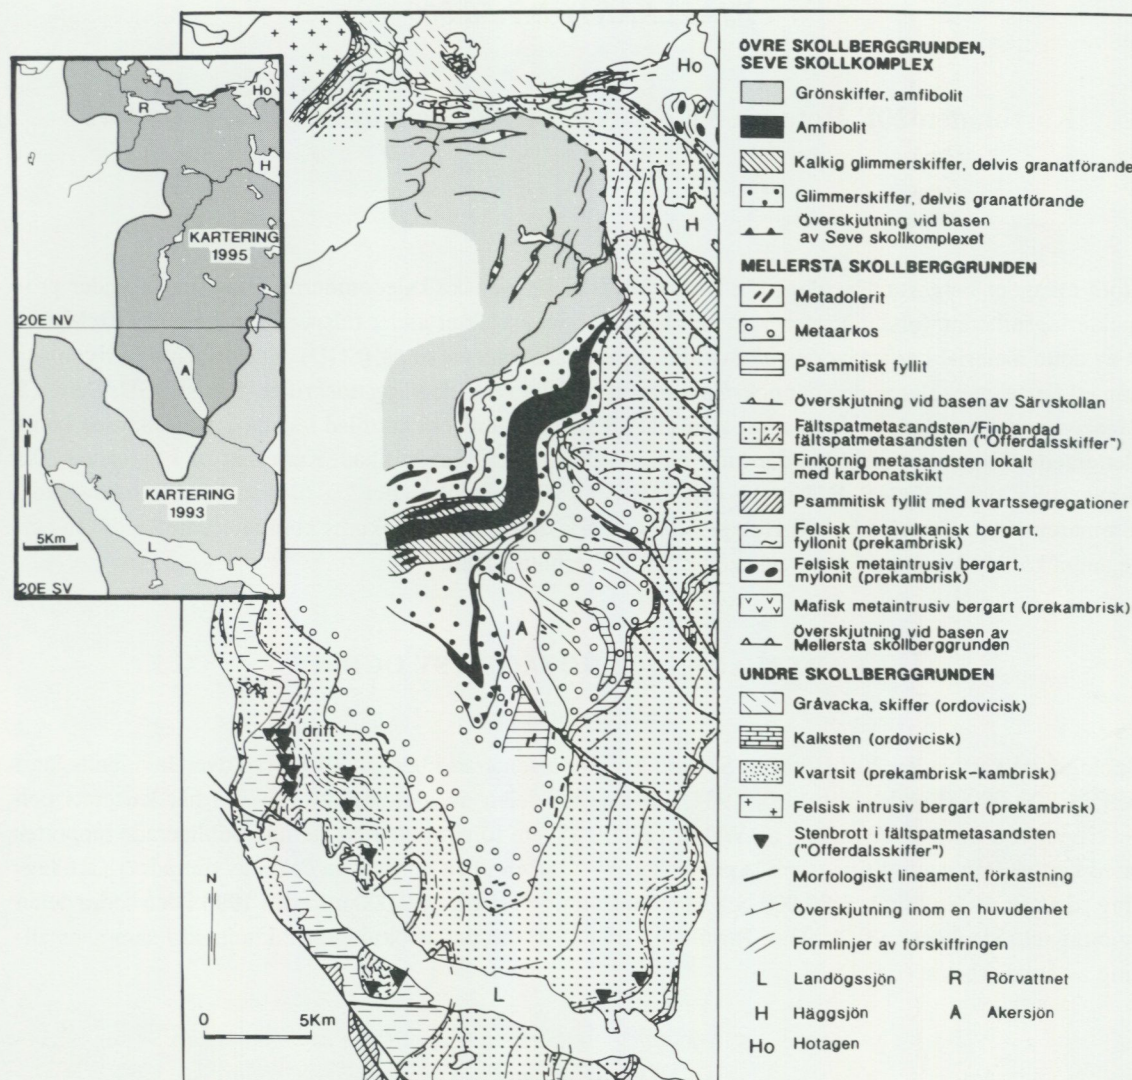 Ho
R
H
KARTERING
1995
20E NV
A
N
KARTERING
1993
5Km
L
20E SV
Ho
R
H
A
I drift
N
L
0 5Km
ÖVRE SKOLLBERGGRUNDEN,
SEVE SKOLLKOMPLEX
Grönskiffer, amfibolit
Amfibolit
Kalkig glimmerskiffer, delvis granatförande
Glimmerskiffer, delvis granatförande
Överskjutning vid basen
av Seve skollkomplexet
MELLERSTA SKOLLBERGGRUNDEN
Metadolerit
Metaarkos
Psammitisk fyllit
Överskjutning vid basen av Särvskollan
Fältspatmetasandsten/Finbandad
fältspatmetasandsten ("Offerdalsskiffer")
Finkornig metasandsten lokalt
med karbonatskikt
Psammitisk fyllit med kvartssegregationer
Felsisk metavulkanisk bergart,
fyllonit (prekambrisk)
Felsisk metaintrusiv bergart,
mylonit (prekambrisk)
Mafisk metaintrusiv bergart (prekambrisk)
Överskjutning vid basen av
Mellersta skollberggrunden
UNDRE SKOLLBERGGRUNDEN
Gråvacka, skiffer (ordovicisk)
Kalksten (ordovicisk)
Kvartsit (prekambrisk-kambrisk)
Felsisk intrusiv bergart (prekambrisk)
Stenbrott i fältspatmetasandsten
("Offerdalsskiffer")
Morfologiskt lineament, förkastning
Överskjutning inom en huvudenhet
Formlinjer av förskiffringen
L Landögssjön R Rörvattnet
H Häggsjön A Akersjön
Ho Hotagen